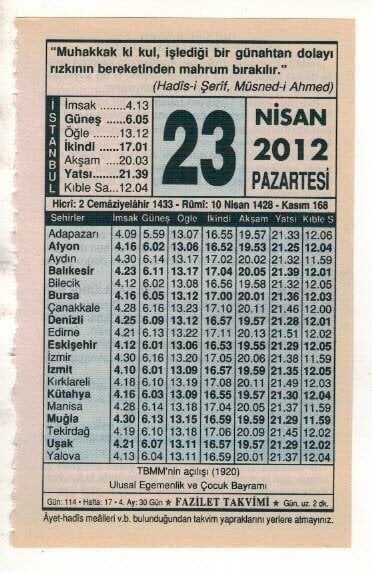 "Muhakkak ki kul, işlediği bir günahtan dolayı
rızkının bereketinden mahrum bırakılır."
(Hadîs-i Şerîf, Müsned-i Ahmed)
İSTANBUL
İmsak .......4.13
Güneş ......6.05
Öğle ........13.12
İkindi ......17.01
Akşam ....20.03
Yatsı .......21.39
Kıble Sa...12.04
23
NİSAN
2012
PAZARTESİ
Hicrî: 2 Cemâziyelâhir 1433 - Rûmî: 10 Nisan 1428 - Kasım 168
Şehirler İmsak Güneş Öğle İkindi Akşam Yatsı Kıble S
Adapazarı 4.09 5.59 13.07 16.55 19.57 21.33 12.06
Afyon 4.16 6.02 13.06 16.52 19.53 21.25 12.04
Aydın 4.30 6.14 13.17 17.02 20.02 21.32 11.59
Balıkesir 4.23 6.11 13.17 17.04 20.05 21.39 12.01
Bilecik 4.12 6.02 13.08 16.56 19.58 21.32 12.05
Bursa 4.16 6.05 13.12 17.00 20.01 21.36 12.03
Çanakkale 4.28 6.16 13.23 17.10 20.11 21.46 12.00
Denizli 4.25 6.09 13.12 16.57 19.57 21.28 12.01
Edirne 4.21 6.13 13.22 17.11 20.13 21.51 12.02
Eskişehir 4.12 6.01 13.06 16.53 19.55 21.29 12.05
İzmir 4.30 6.16 13.20 17.05 20.06 21.38 11.59
İzmit 4.10 6.01 13.09 16.57 19.59 21.35 12.05
Kırklareli 4.18 6.10 13.19 17.08 20.11 21.49 12.03
Kütahya 4.16 6.03 13.09 16.55 19.57 21.30 12.04
Manisa 4.28 6.14 13.18 17.04 20.05 21.37 11.59
Muğla 4.30 6.13 13.15 16.59 19.59 21.29 11.59
Tekirdağ 4.19 6.10 13.18 17.06 20.09 21.45 12.02
Uşak 4.21 6.07 13.11 16.57 19.57 21.29 12.02
Yalova 4.13 6.04 13.11 16.59 20.01 21.37 12.04
TBMM'nin açılışı (1920)
Ulusal Egemenlik ve Çocuk Bayramı
Gün: 114 • Hafta: 17 • 4. Ay: 30 Gün ★ FAZİLET TAKVİMİ ★ Gün. uz. 2 dk.
Âyet-hadîs meâlleri v.b. bulunduğundan takvim yapraklarını yerlere atmayınız.